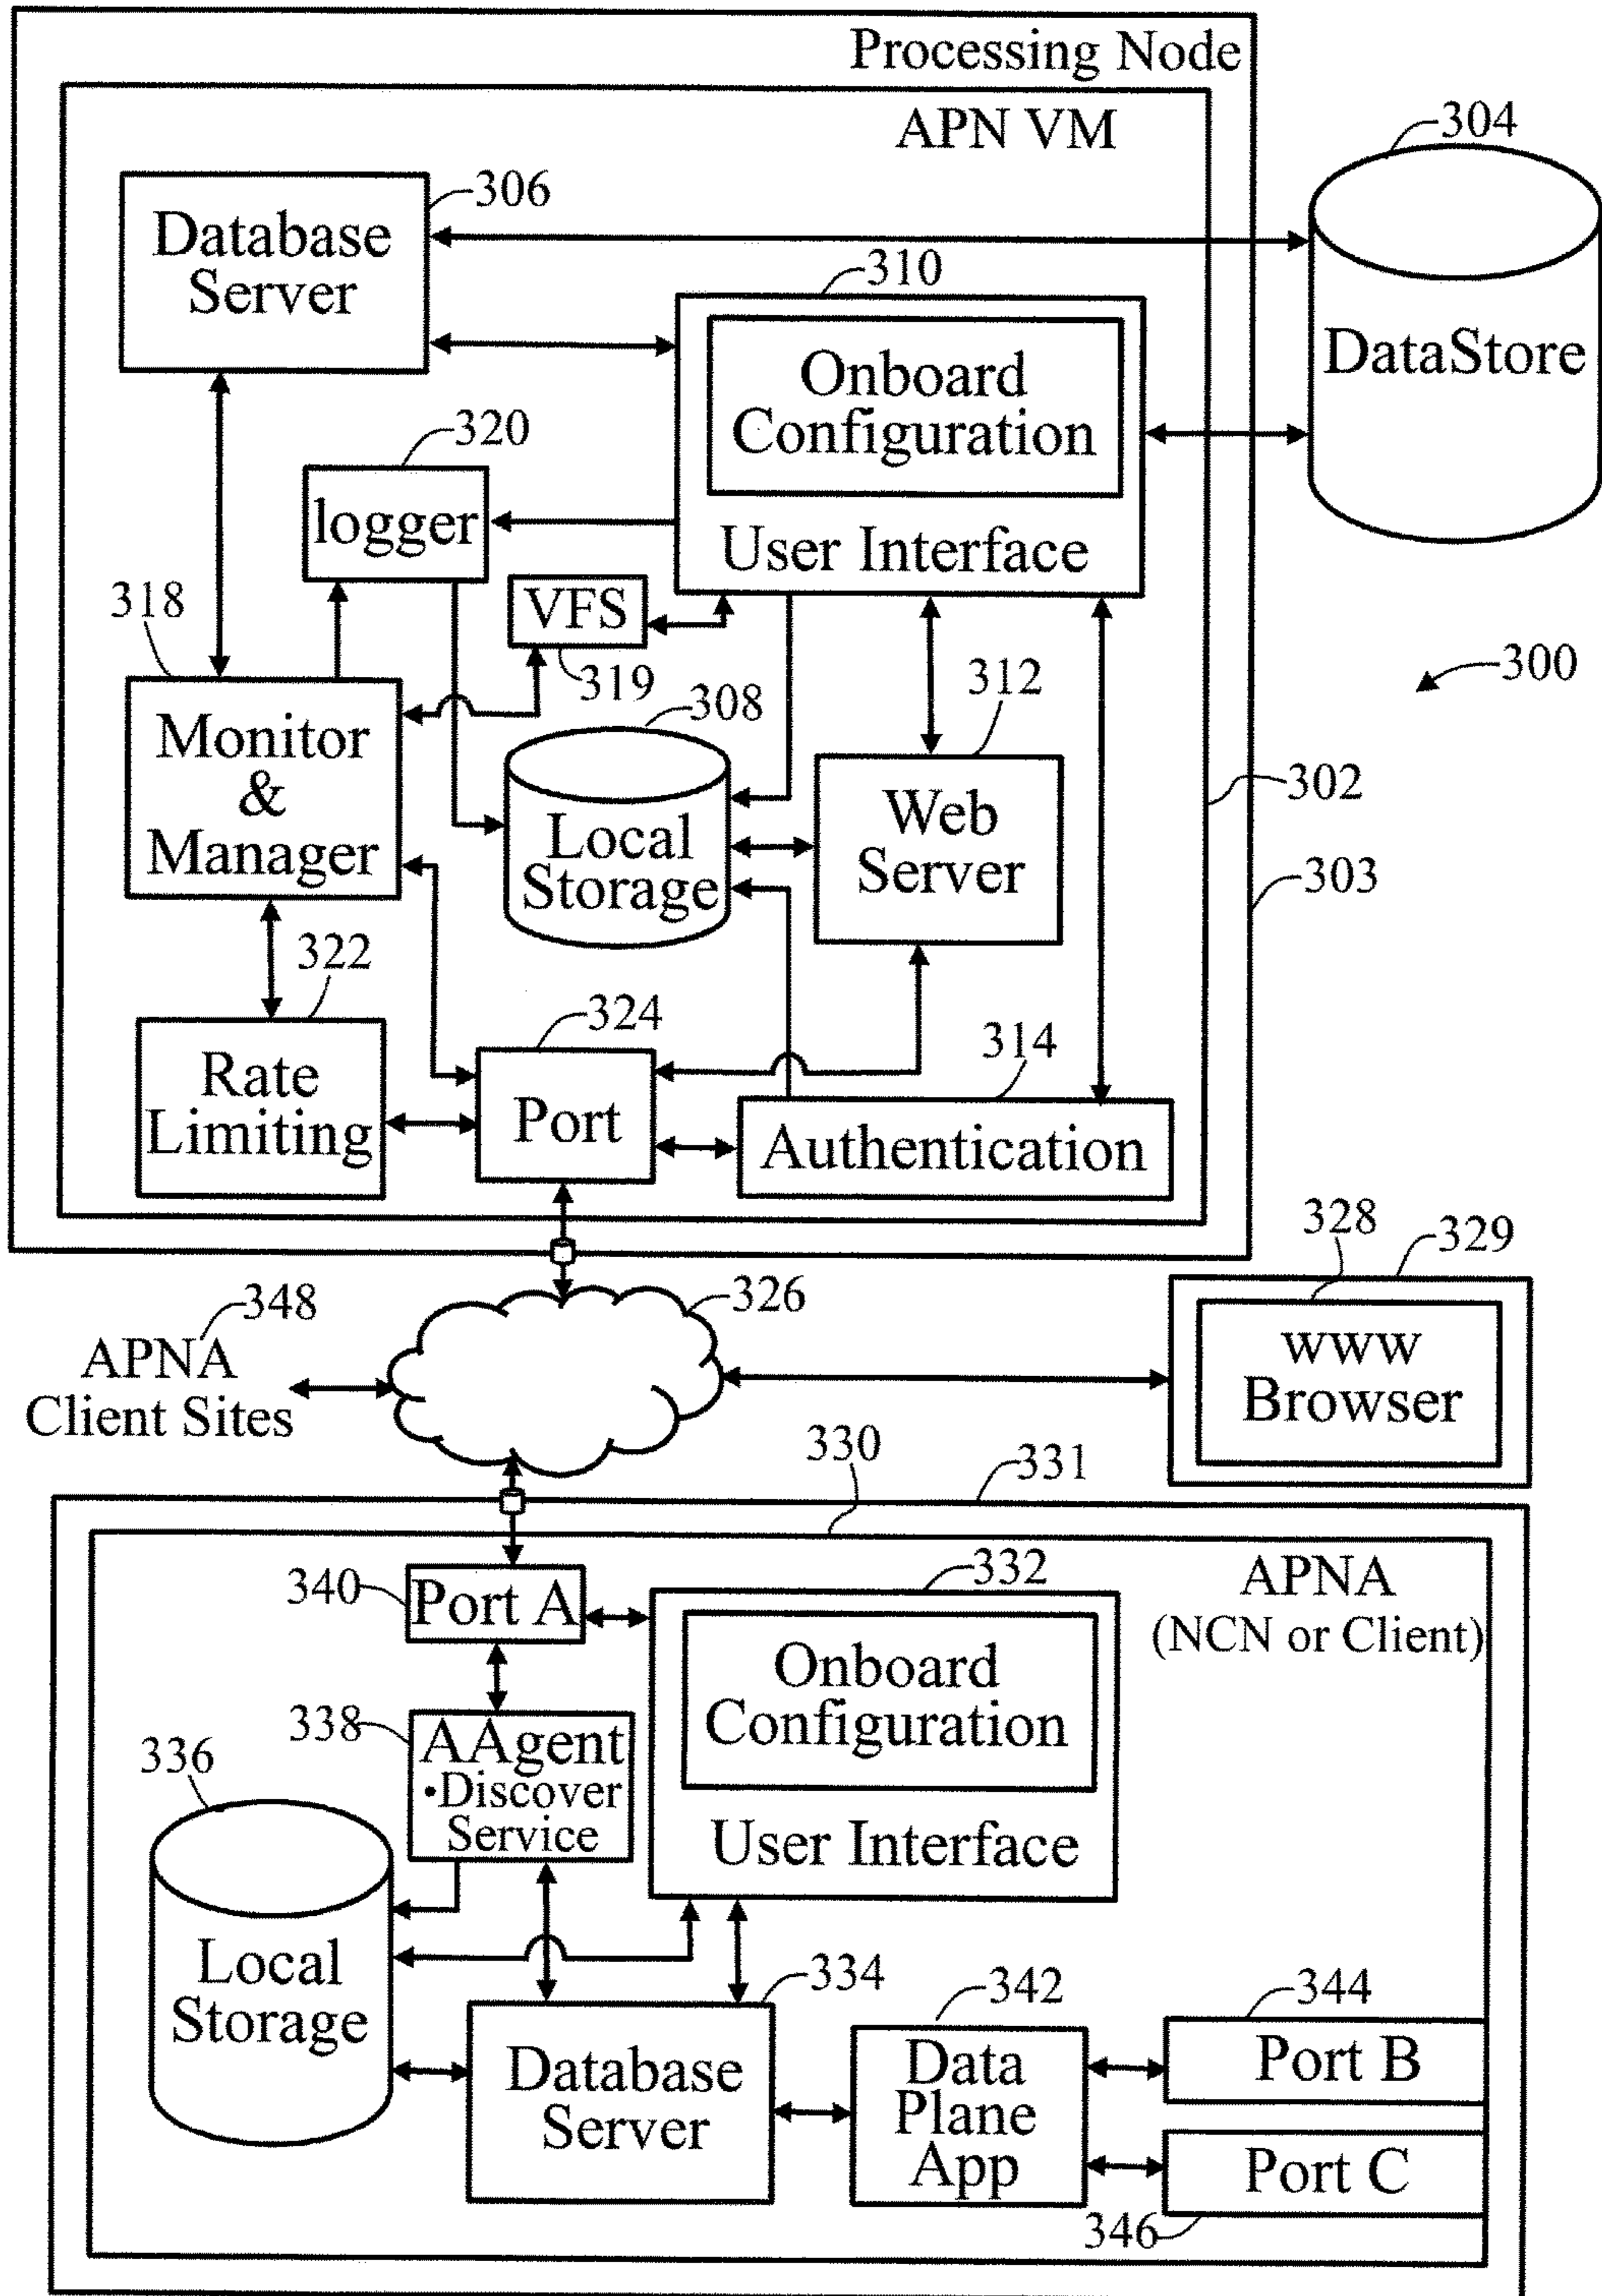 Processing Node
APN VM
304
306
Database
Server
310
DataStore
Onboard
Configuration
User Interface
320
logger
318
VFS
319
300
312
308
Monitor
&
Manager
Local
Storage
Web
Server
302
303
322
324
314
Rate
Limiting
Port
Authentication
328
329
348
326
APNA
Client Sites
www
Browser
330
331
340
Port A
332
APNA
(NCN or Client)
Onboard
Configuration
User Interface
338
AAgent
•Discover
Service
336
Local
Storage
334
342
344
Database
Server
Data
Plane
App
Port B
Port C
346